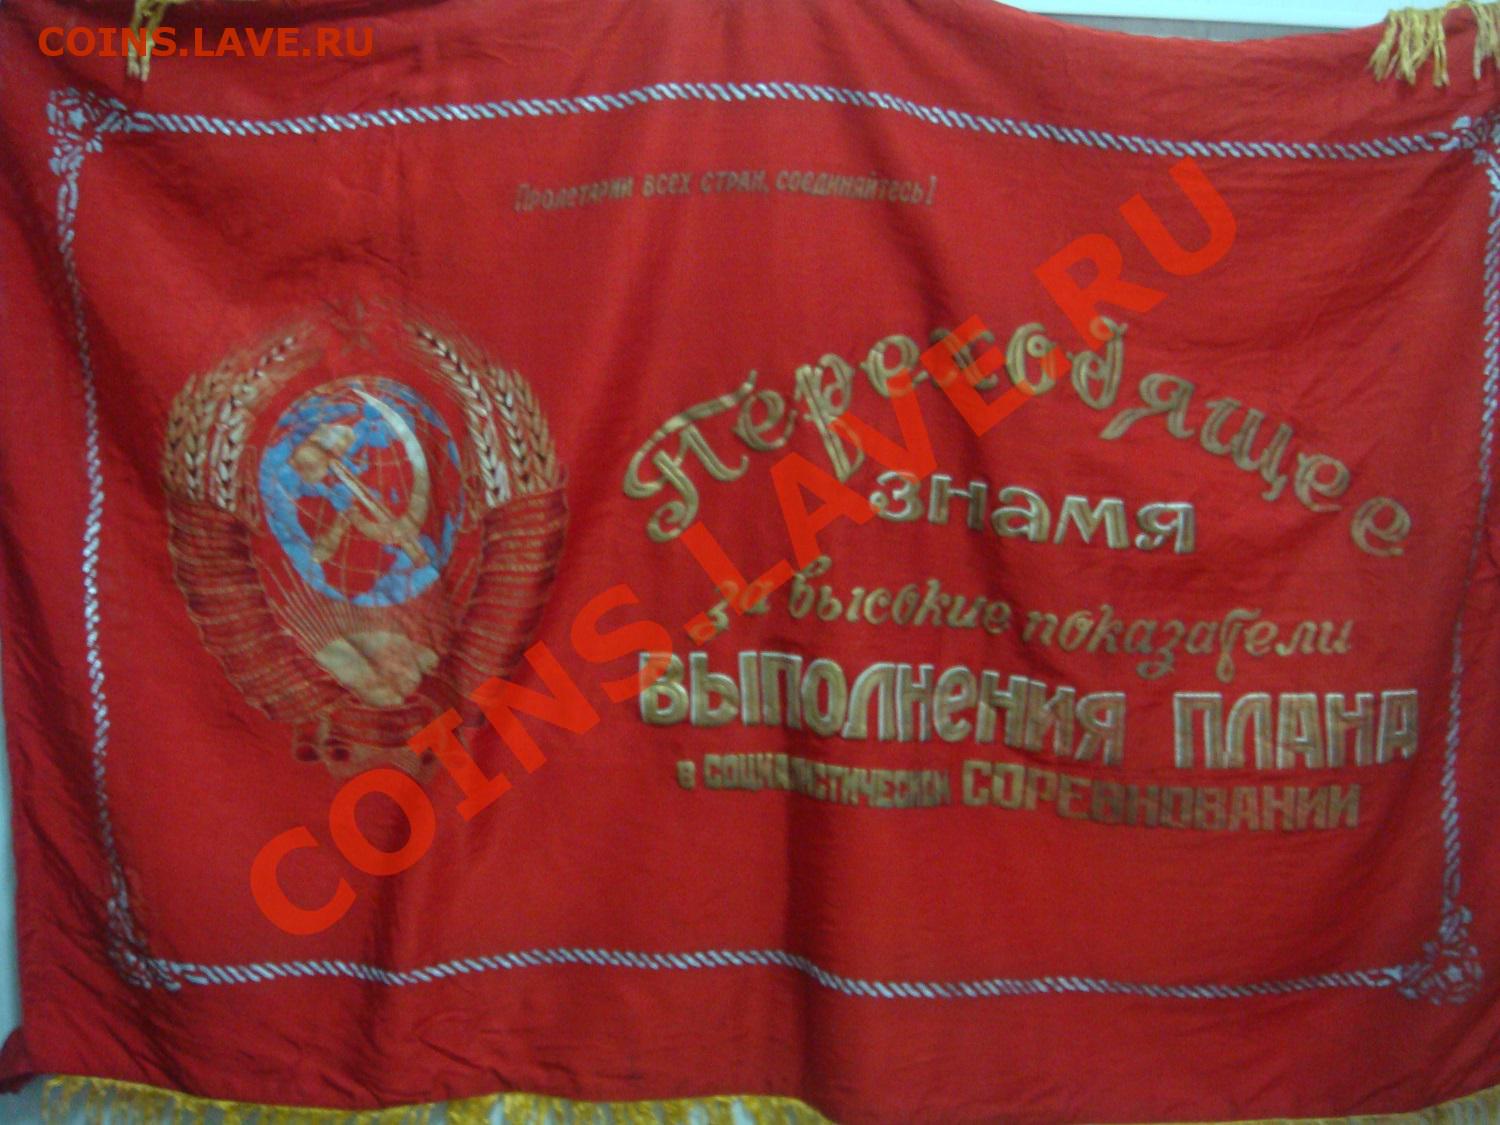 COINS.LAVE.RU
Пролетарии всех стран, соединяйтесь!
Переходящее
знамя
за высокие показатели
ВЫПОЛНЕНИЯ ПЛАНА
в социалистическом СОРЕВНОВАНИИ
COINS.LAVE.RU